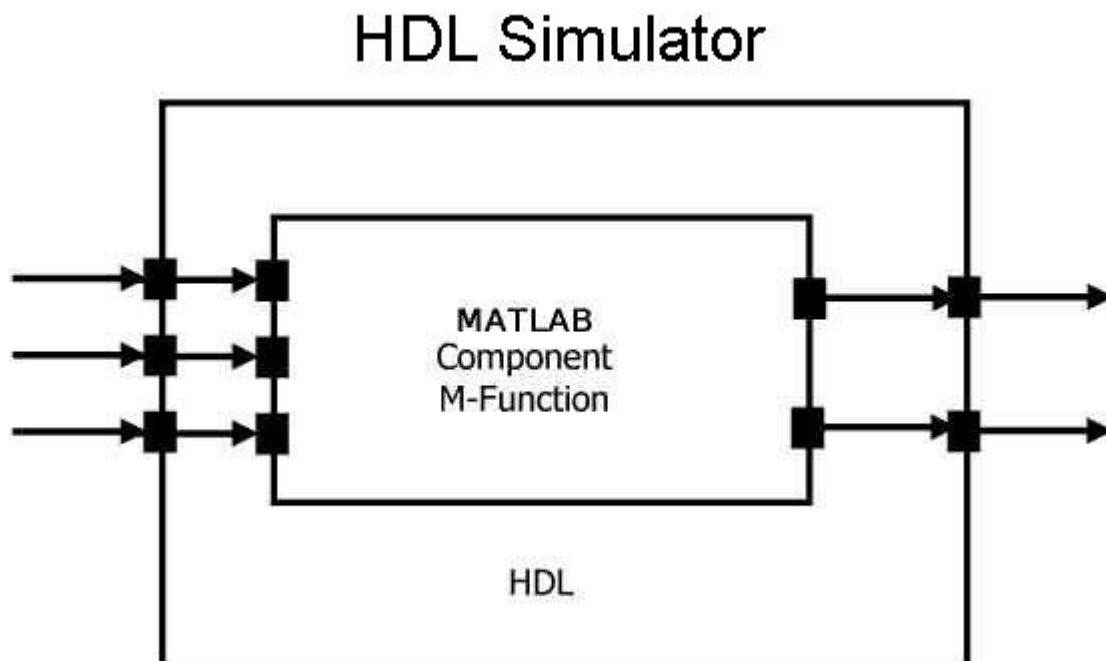 HDL Simulator
MATLAB
Component
M-Function
HDL